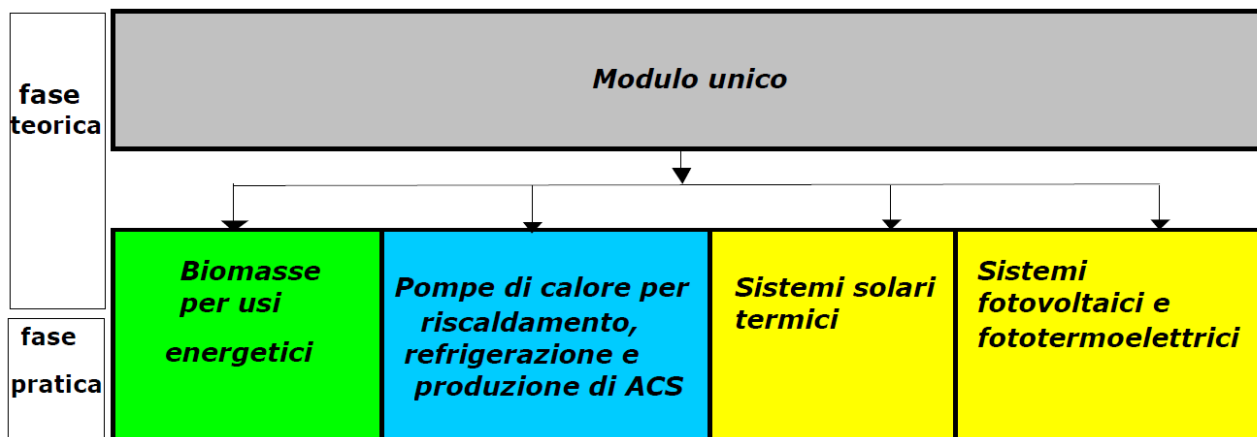 fase
teorica
Modulo unico
Biomasse
per usi
energetici
Pompe di calore per
riscaldamento,
refrigerazione e
produzione di ACS
Sistemi solari
termici
Sistemi
fotovoltaici e
fototermoelettrici
fase
pratica